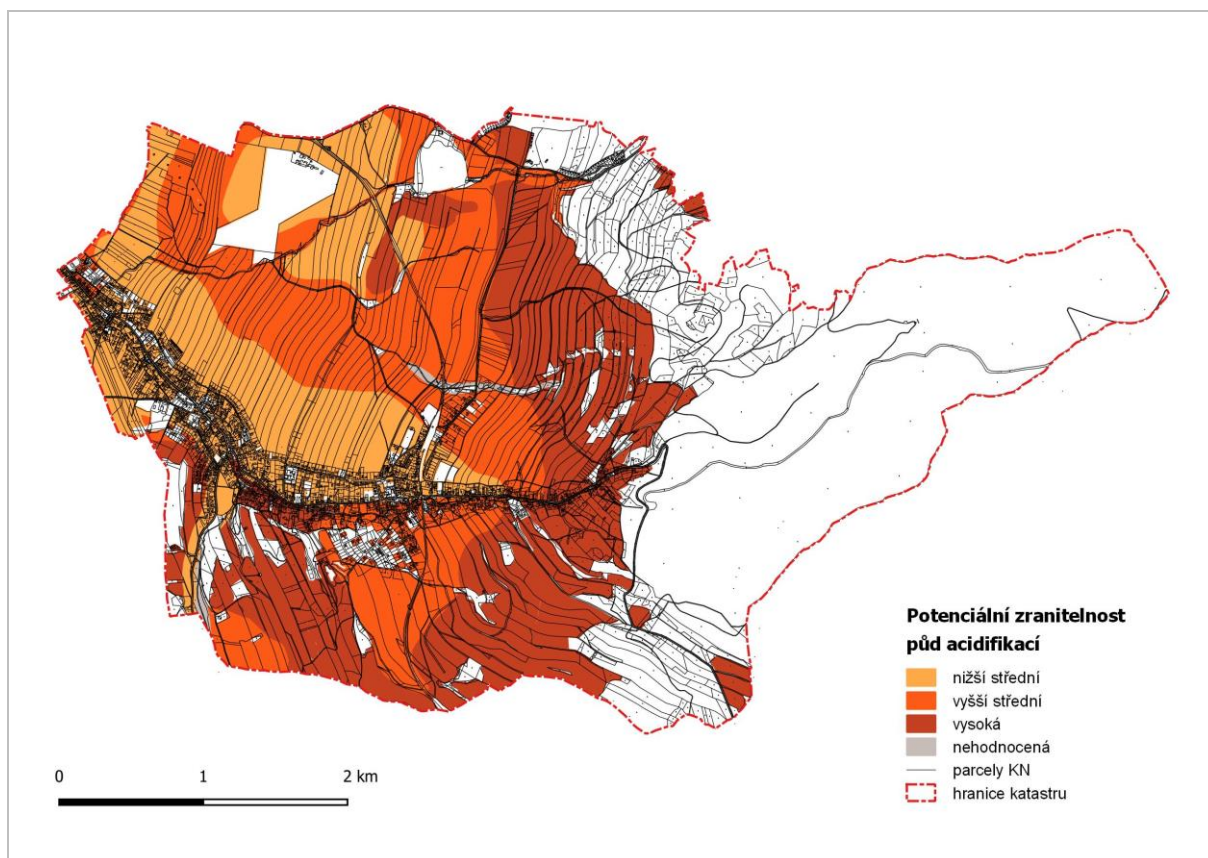 Potenciální zranitelnost
půd acidifikací
nižší střední
vyšší střední
vysoká
nehodnocená
parcely KN
hranice katastru
0 1 2 km